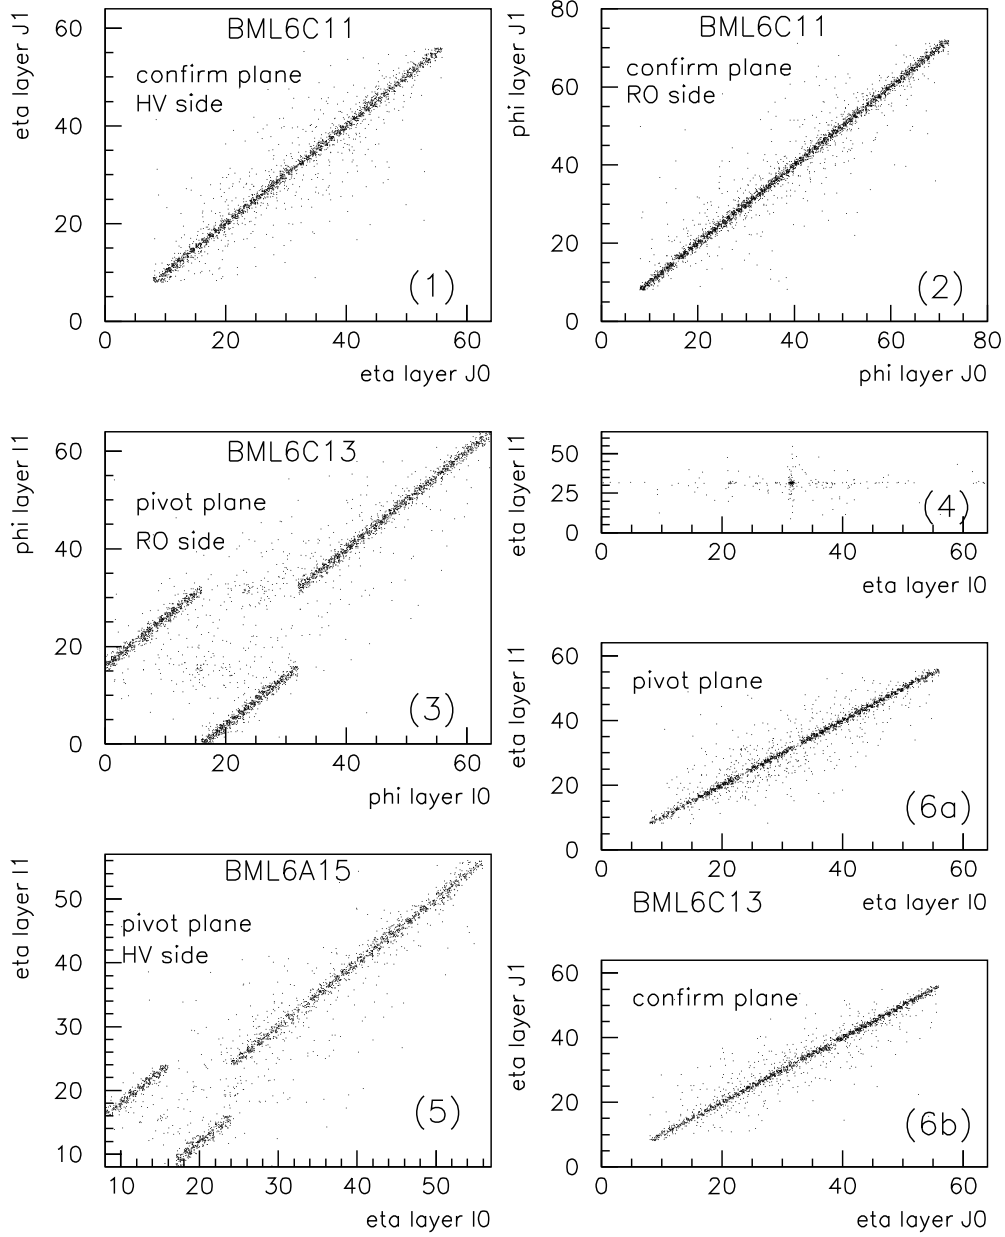 BML6C11
confirm plane
HV side
(1)
eta layer J1
60
40
20
0
0 20 40 60
eta layer J0
BML6C11
confirm plane
RO side
(2)
phi layer J1
80
60
40
20
0
0 20 40 60 80
phi layer J0
BML6C13
pivot plane
RO side
(3)
phi layer I1
60
40
20
0
0 20 40 60
phi layer I0
(4)
eta layer I1
50
25
0
0 20 40 60
eta layer I0
pivot plane
(6a)
eta layer I1
60
40
20
0
0 20 40 60
BML6C13
eta layer I0
BML6A15
pivot plane
HV side
(5)
eta layer I1
50
40
30
20
10
10 20 30 40 50
eta layer I0
confirm plane
(6b)
eta layer J1
60
40
20
0
0 20 40 60
eta layer J0